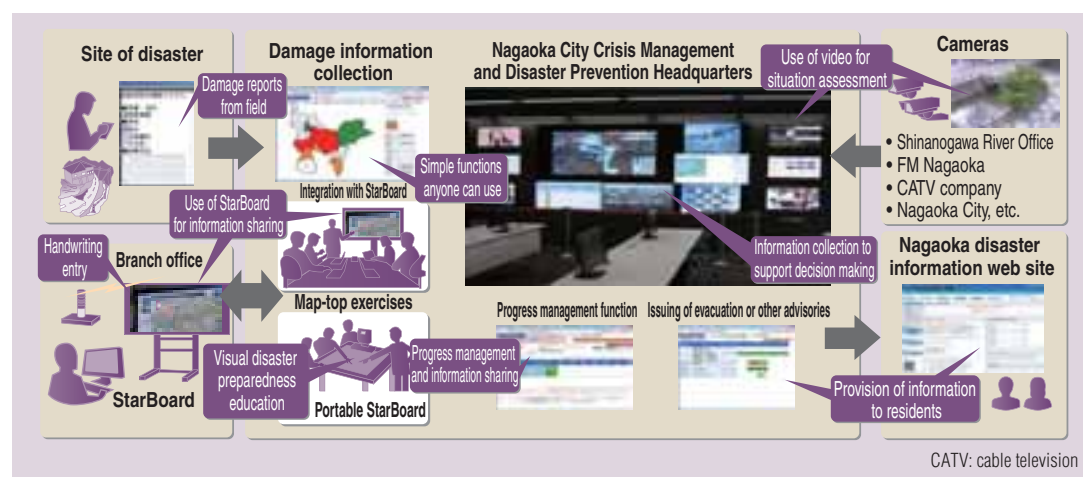 Site of disaster
Damage reports
from field
Use of StarBoard
for information sharing
Handwriting
entry
Branch office
StarBoard
Damage information
collection
Simple functions
anyone can use
Integration with StarBoard
Map-top exercises
Visual disaster
preparedness
education
Portable StarBoard
Nagaoka City Crisis Management
and Disaster Prevention Headquarters
Use of video for
situation assessment
Information collection to
support decision making
Progress management function
Progress management
and information sharing
Issuing of evacuation or other advisories
Cameras
• Shinanogawa River Office
• FM Nagaoka
• CATV company
• Nagaoka City, etc.
Nagaoka disaster
information web site
Provision of information
to residents
CATV: cable television